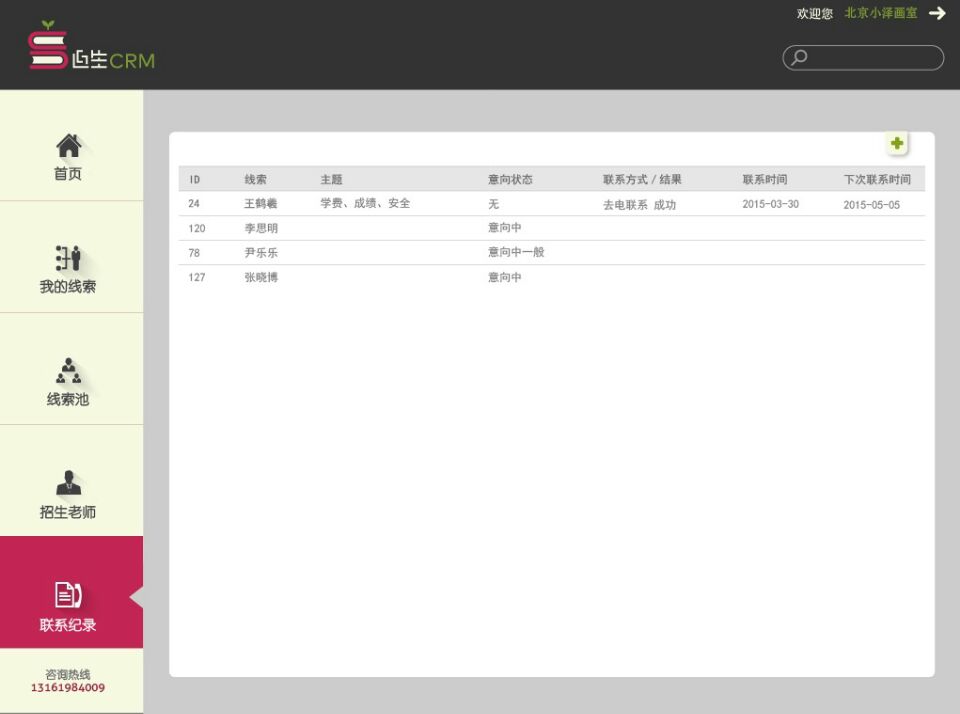 欢迎您 北京小泽画室
生CRM
首页
我的线索
线索池
招生老师
联系纪录
咨询热线
13161984009
ID 线索 主题 意向状态 联系方式 / 结果 联系时间 下次联系时间
24 王鹤羲 学费、成绩、安全 无 去电联系 成功 2015-03-30 2015-05-05
120 李思明 意向中
78 尹乐乐 意向中一般
127 张晓博 意向中